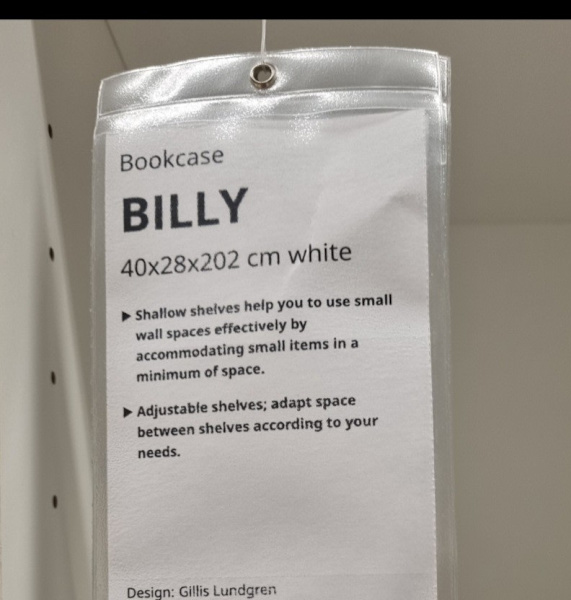 Bookcase
BILLY
40x28x202 cm white
▶ Shallow shelves help you to use small
wall spaces effectively by
accommodating small items in a
minimum of space.
▶ Adjustable shelves; adapt space
between shelves according to your
needs.
Design: Gillis Lundgren